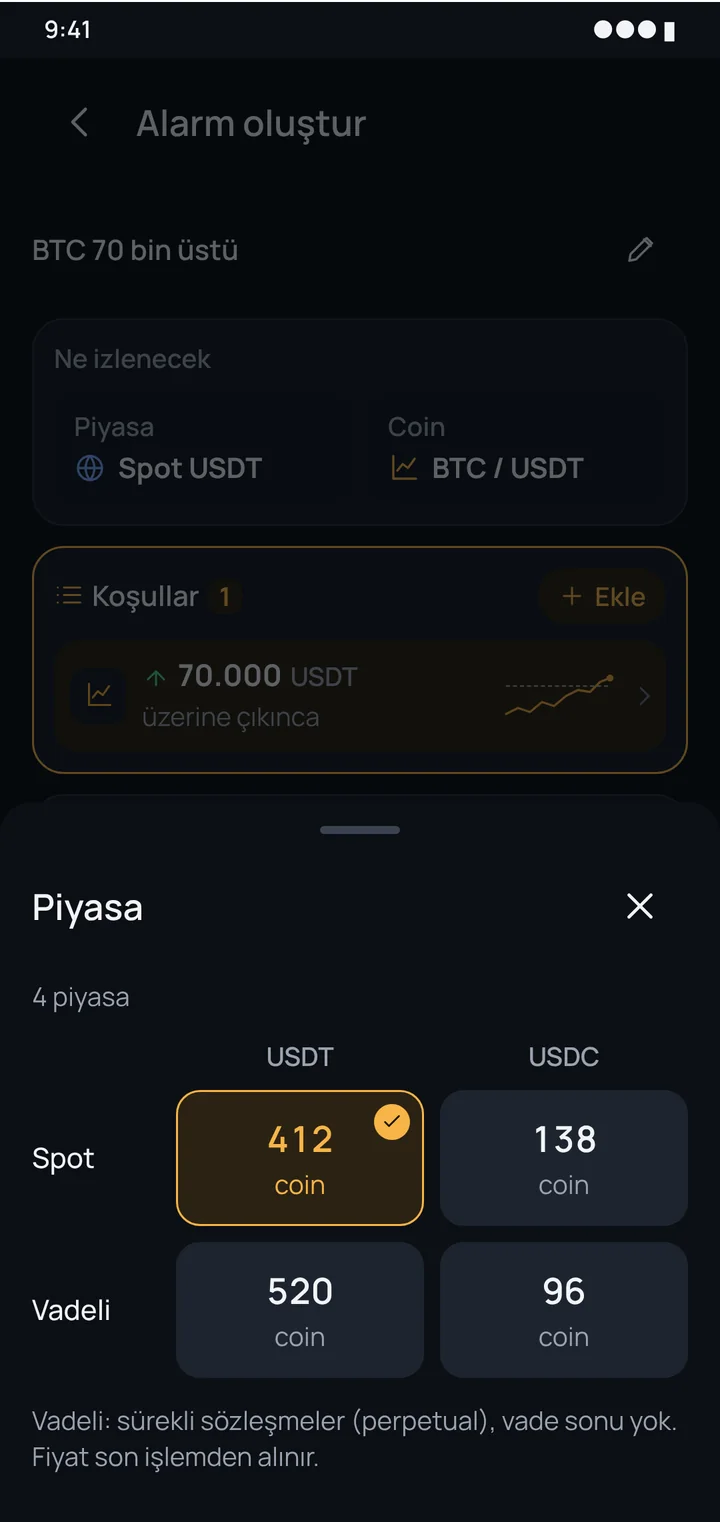 9:41
Alarm oluştur
BTC 70 bin üstü
Ne izlenecek
Piyasa Coin
Spot USDT BTC / USDT
Koşullar 1 + Ekle
70.000 USDT
üzerine çıkınca
Piyasa
4 piyasa
USDT USDC
Spot 412 coin 138 coin
Vadeli 520 coin 96 coin
Vadeli: sürekli sözleşmeler (perpetual), vade sonu yok.
Fiyat son işlemden alınır.